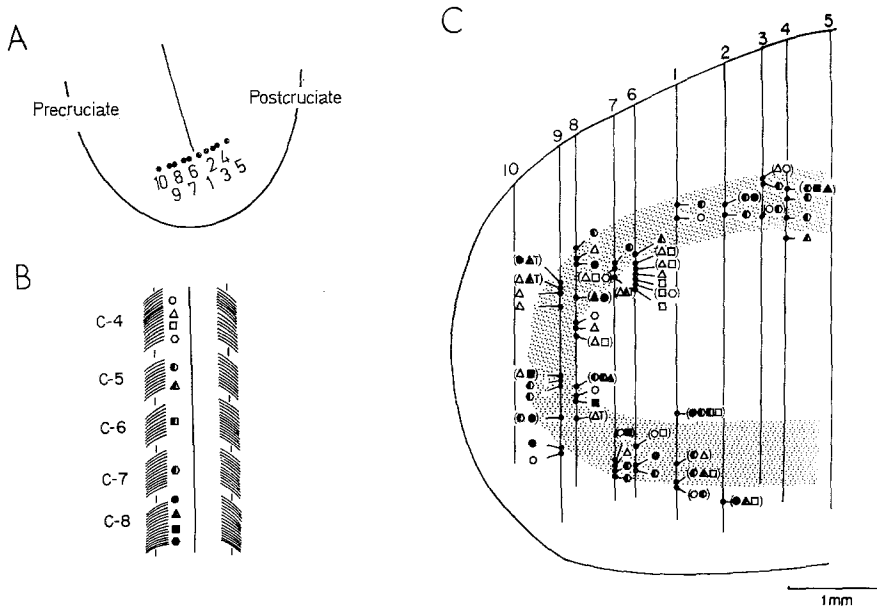 A
Precruciate
Postcruciate
10 8 6 2 4
9 7 1 3 5
B
C-4
C-5
C-6
C-7
C-8
C
10 9 8 7 6 1 2 3 4 5
T
T
T
T
1mm